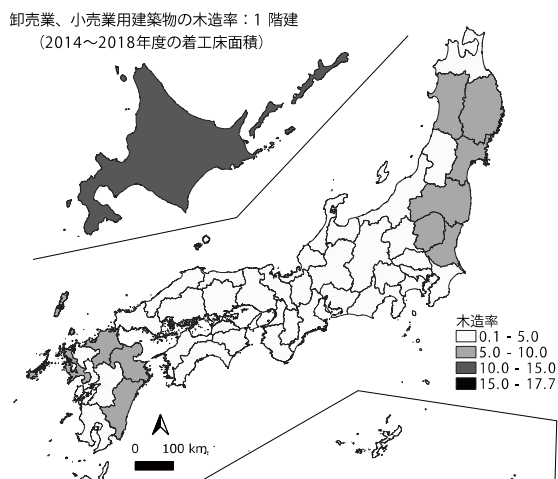 卸売業、小売業用建築物の木造率：1 階建
（2014～2018年度の着工床面積）
木造率
0.1 - 5.0
5.0 - 10.0
10.0 - 15.0
15.0 - 17.7
0 100 km